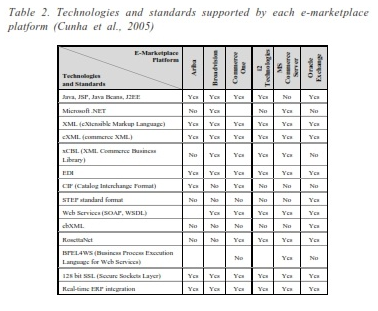 Table 2. Technologies and standards supported by each e-marketplace
platform (Cunha et al., 2005)
E-Marketplace
Platform
Technologies
and Standards
Ariba
Broadvision
Commerce
One
i2
Technologies
MS
Commerce
Server
Oracle
Exchange
Java, JSP, Java Beans, J2EE Yes Yes Yes Yes No Yes
Microsoft .NET No Yes No Yes No
XML (eXtensible Markup Language) Yes Yes Yes Yes Yes Yes
cXML (commerce XML) Yes Yes Yes Yes Yes Yes
xCBL (XML Commerce Business
Library) No Yes Yes Yes Yes No
EDI Yes Yes Yes Yes Yes Yes
CIF (Catalog Interchange Format) Yes No Yes No No No
STEP standard format No No No No No Yes
Web Services (SOAP, WSDL) Yes Yes Yes Yes Yes
ebXML No No No No No Yes
RosettaNet No No Yes Yes Yes Yes
BPEL4WS (Business Process Execution
Language for Web Services) No Yes No
128 bit SSL (Secure Sockets Layer) Yes Yes Yes Yes Yes Yes
Real-time ERP integration Yes Yes Yes Yes Yes Yes